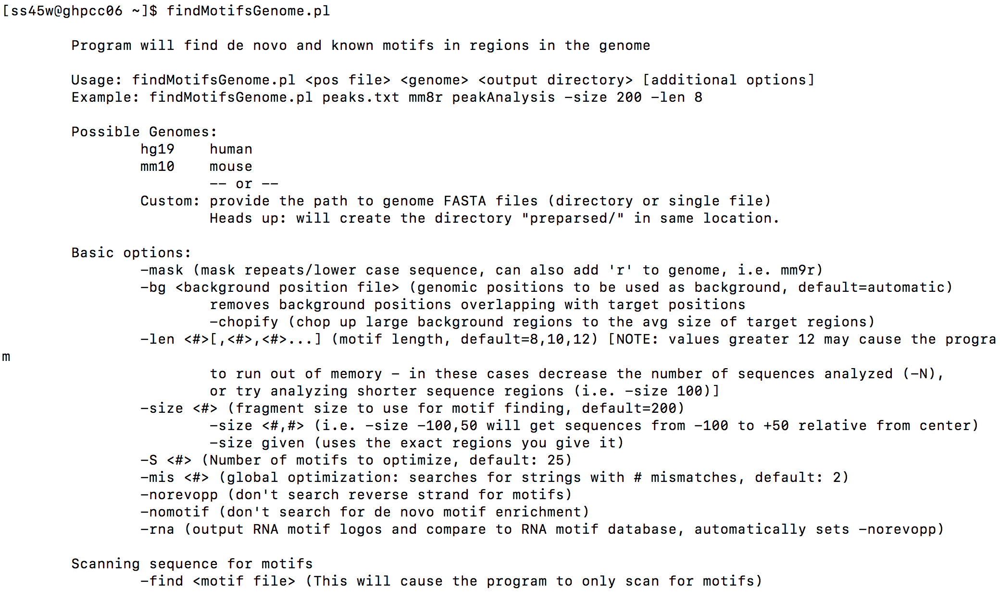 [ss45w@ghpcc06 ~]$ findMotifsGenome.pl
Program will find de novo and known motifs in regions in the genome
Usage: findMotifsGenome.pl <pos file> <genome> <output directory> [additional options]
Example: findMotifsGenome.pl peaks.txt mm8r peakAnalysis -size 200 -len 8
Possible Genomes:
hg19 human
mm10 mouse
-- or --
Custom: provide the path to genome FASTA files (directory or single file)
Heads up: will create the directory "preparsed/" in same location.
Basic options:
-mask (mask repeats/lower case sequence, can also add 'r' to genome, i.e. mm9r)
-bg <background position file> (genomic positions to be used as background, default=automatic)
removes background positions overlapping with target positions
-chopify (chop up large background regions to the avg size of target regions)
-len <#>[,<#>,<#>...] (motif length, default=8,10,12) [NOTE: values greater 12 may cause the progra
m
to run out of memory - in these cases decrease the number of sequences analyzed (-N),
or try analyzing shorter sequence regions (i.e. -size 100)]
-size <#> (fragment size to use for motif finding, default=200)
-size <#,#> (i.e. -size -100,50 will get sequences from -100 to +50 relative from center)
-size given (uses the exact regions you give it)
-S <#> (Number of motifs to optimize, default: 25)
-mis <#> (global optimization: searches for strings with # mismatches, default: 2)
-norevopp (don't search reverse strand for motifs)
-nomotif (don't search for de novo motif enrichment)
-rna (output RNA motif logos and compare to RNA motif database, automatically sets -norevopp)
Scanning sequence for motifs
-find <motif file> (This will cause the program to only scan for motifs)